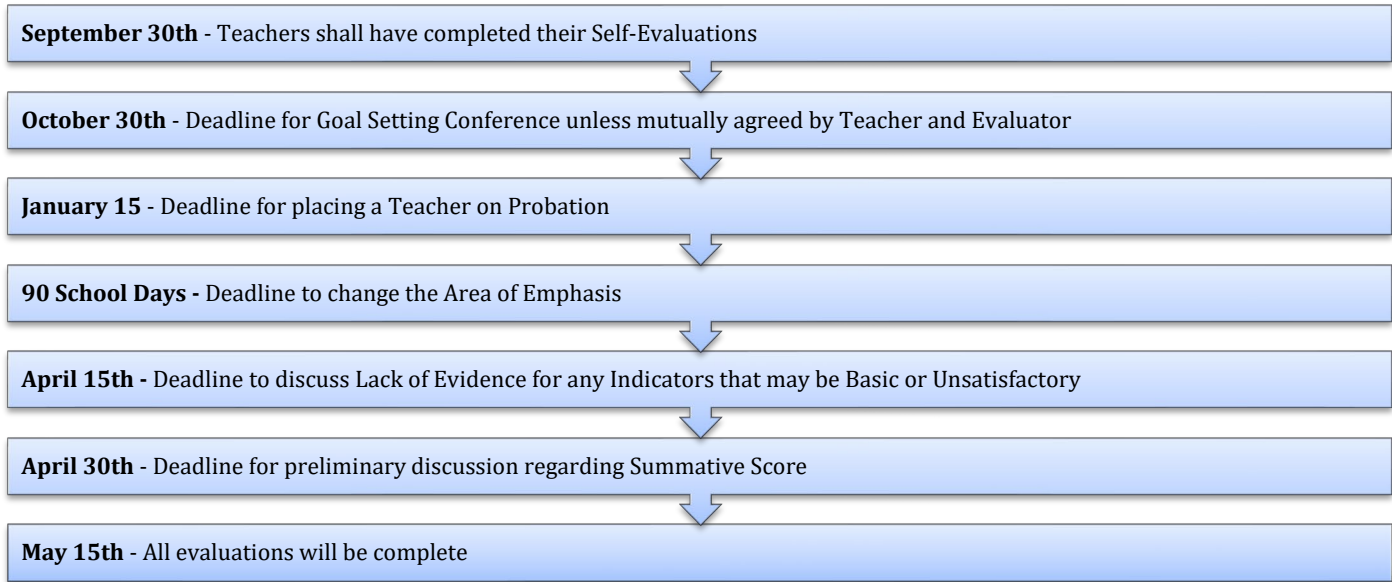 September 30th - Teachers shall have completed their Self-Evaluations
October 30th - Deadline for Goal Setting Conference unless mutually agreed by Teacher and Evaluator
January 15 - Deadline for placing a Teacher on Probation
90 School Days - Deadline to change the Area of Emphasis
April 15th - Deadline to discuss Lack of Evidence for any Indicators that may be Basic or Unsatisfactory
April 30th - Deadline for preliminary discussion regarding Summative Score
May 15th - All evaluations will be complete